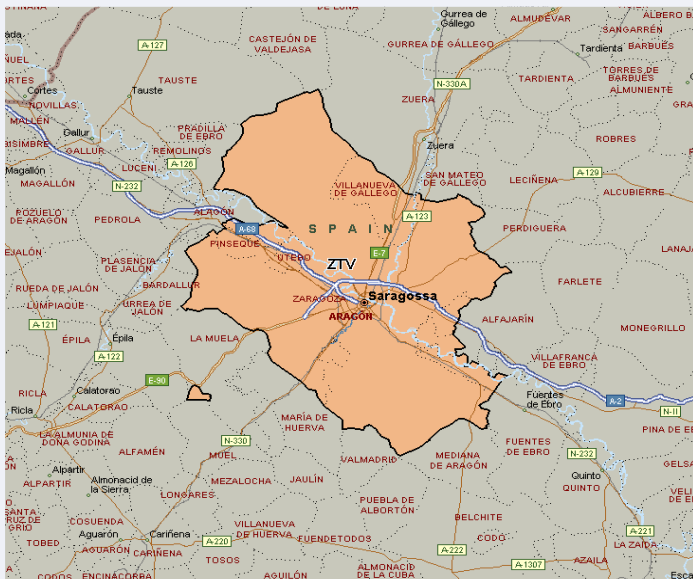 DE LUNA
Gurrea de
Gállego
ALMUDÉVAR
ALBERO B
SANGARRÉN
BARBUÉS
A-127
CASTEJÓN DE
VALDEJASA
GURREA DE GÁLLEGO
Tardienta
TORRES DE
BARBUÉS
ALMUNIENTE
TAUSTE
N-330A
TARDIENTA
Cortes
NOVILLAS
Tauste
ZUERA
MALLÉN
Gallur
PRADILLA
DE EBRO
ROBRES
BISIMBRE
GALLUR
REMOLINOS
Zuera
Magallón
LUCENI
A-126
SAN MATEO
DE GÁLLEGO
LECIÑENA
A-129
MAGALLÓN
N-232
VILLANUEVA
DE GÁLLEGO
ALCUBIERRE
POZUELO
DE ARAGÓN
PEDROLA
ALAGÓN
A-123
PERDIGUERA
A-68
SPAIN
PINSEQUE
LANAJ
PLASENCIA
DE JALÓN
UTEBO
E-7
ZTV
RUEDA DE JALÓN
BARDALLUR
FARLETE
LUMPIAQUE
URREA DE
JALÓN
ZARAGOZA
Saragossa
ARAGÓN
ALFAJARÍN
MONEGRILLO
A-121
Épila
ÉPILA
LA MUELA
A-122
VILLAFRANCA
DE EBRO
E-90
Calatorao
RICLA
CALATORAO
Fuentes
de Ebro
A-2
Ricla
MARÍA DE
HUERVA
N-II
LA ALMUNIA DE
DOÑA GODINA
N-330
FUENTES
DE EBRO
PINA DE E
ALFAMÉN
MUEL
VALMADRID
MEDIANA
DE ARAGÓN
N-232
GELSA
Alpartir
ALPARTIR
Almonacid de
la Sierra
MEZALOCHA
JAULÍN
Quinto
QUINTO
LONGARES
PUEBLA DE
ALBORTÓN
COSUENDA
VILLANUEVA
DE HUERVA
BELCHITE
A-221
Aguarón
Cariñena
TOBED
AGUARÓN
CARIÑENA
A-220
FUENDETODOS
CODO
LA ZAIDA
A-222
TOSOS
AZAILA
A-1307
CODOS
ENCINACORBA
AGUILÓN
ALMONACID
DE LA CUBA
Esca